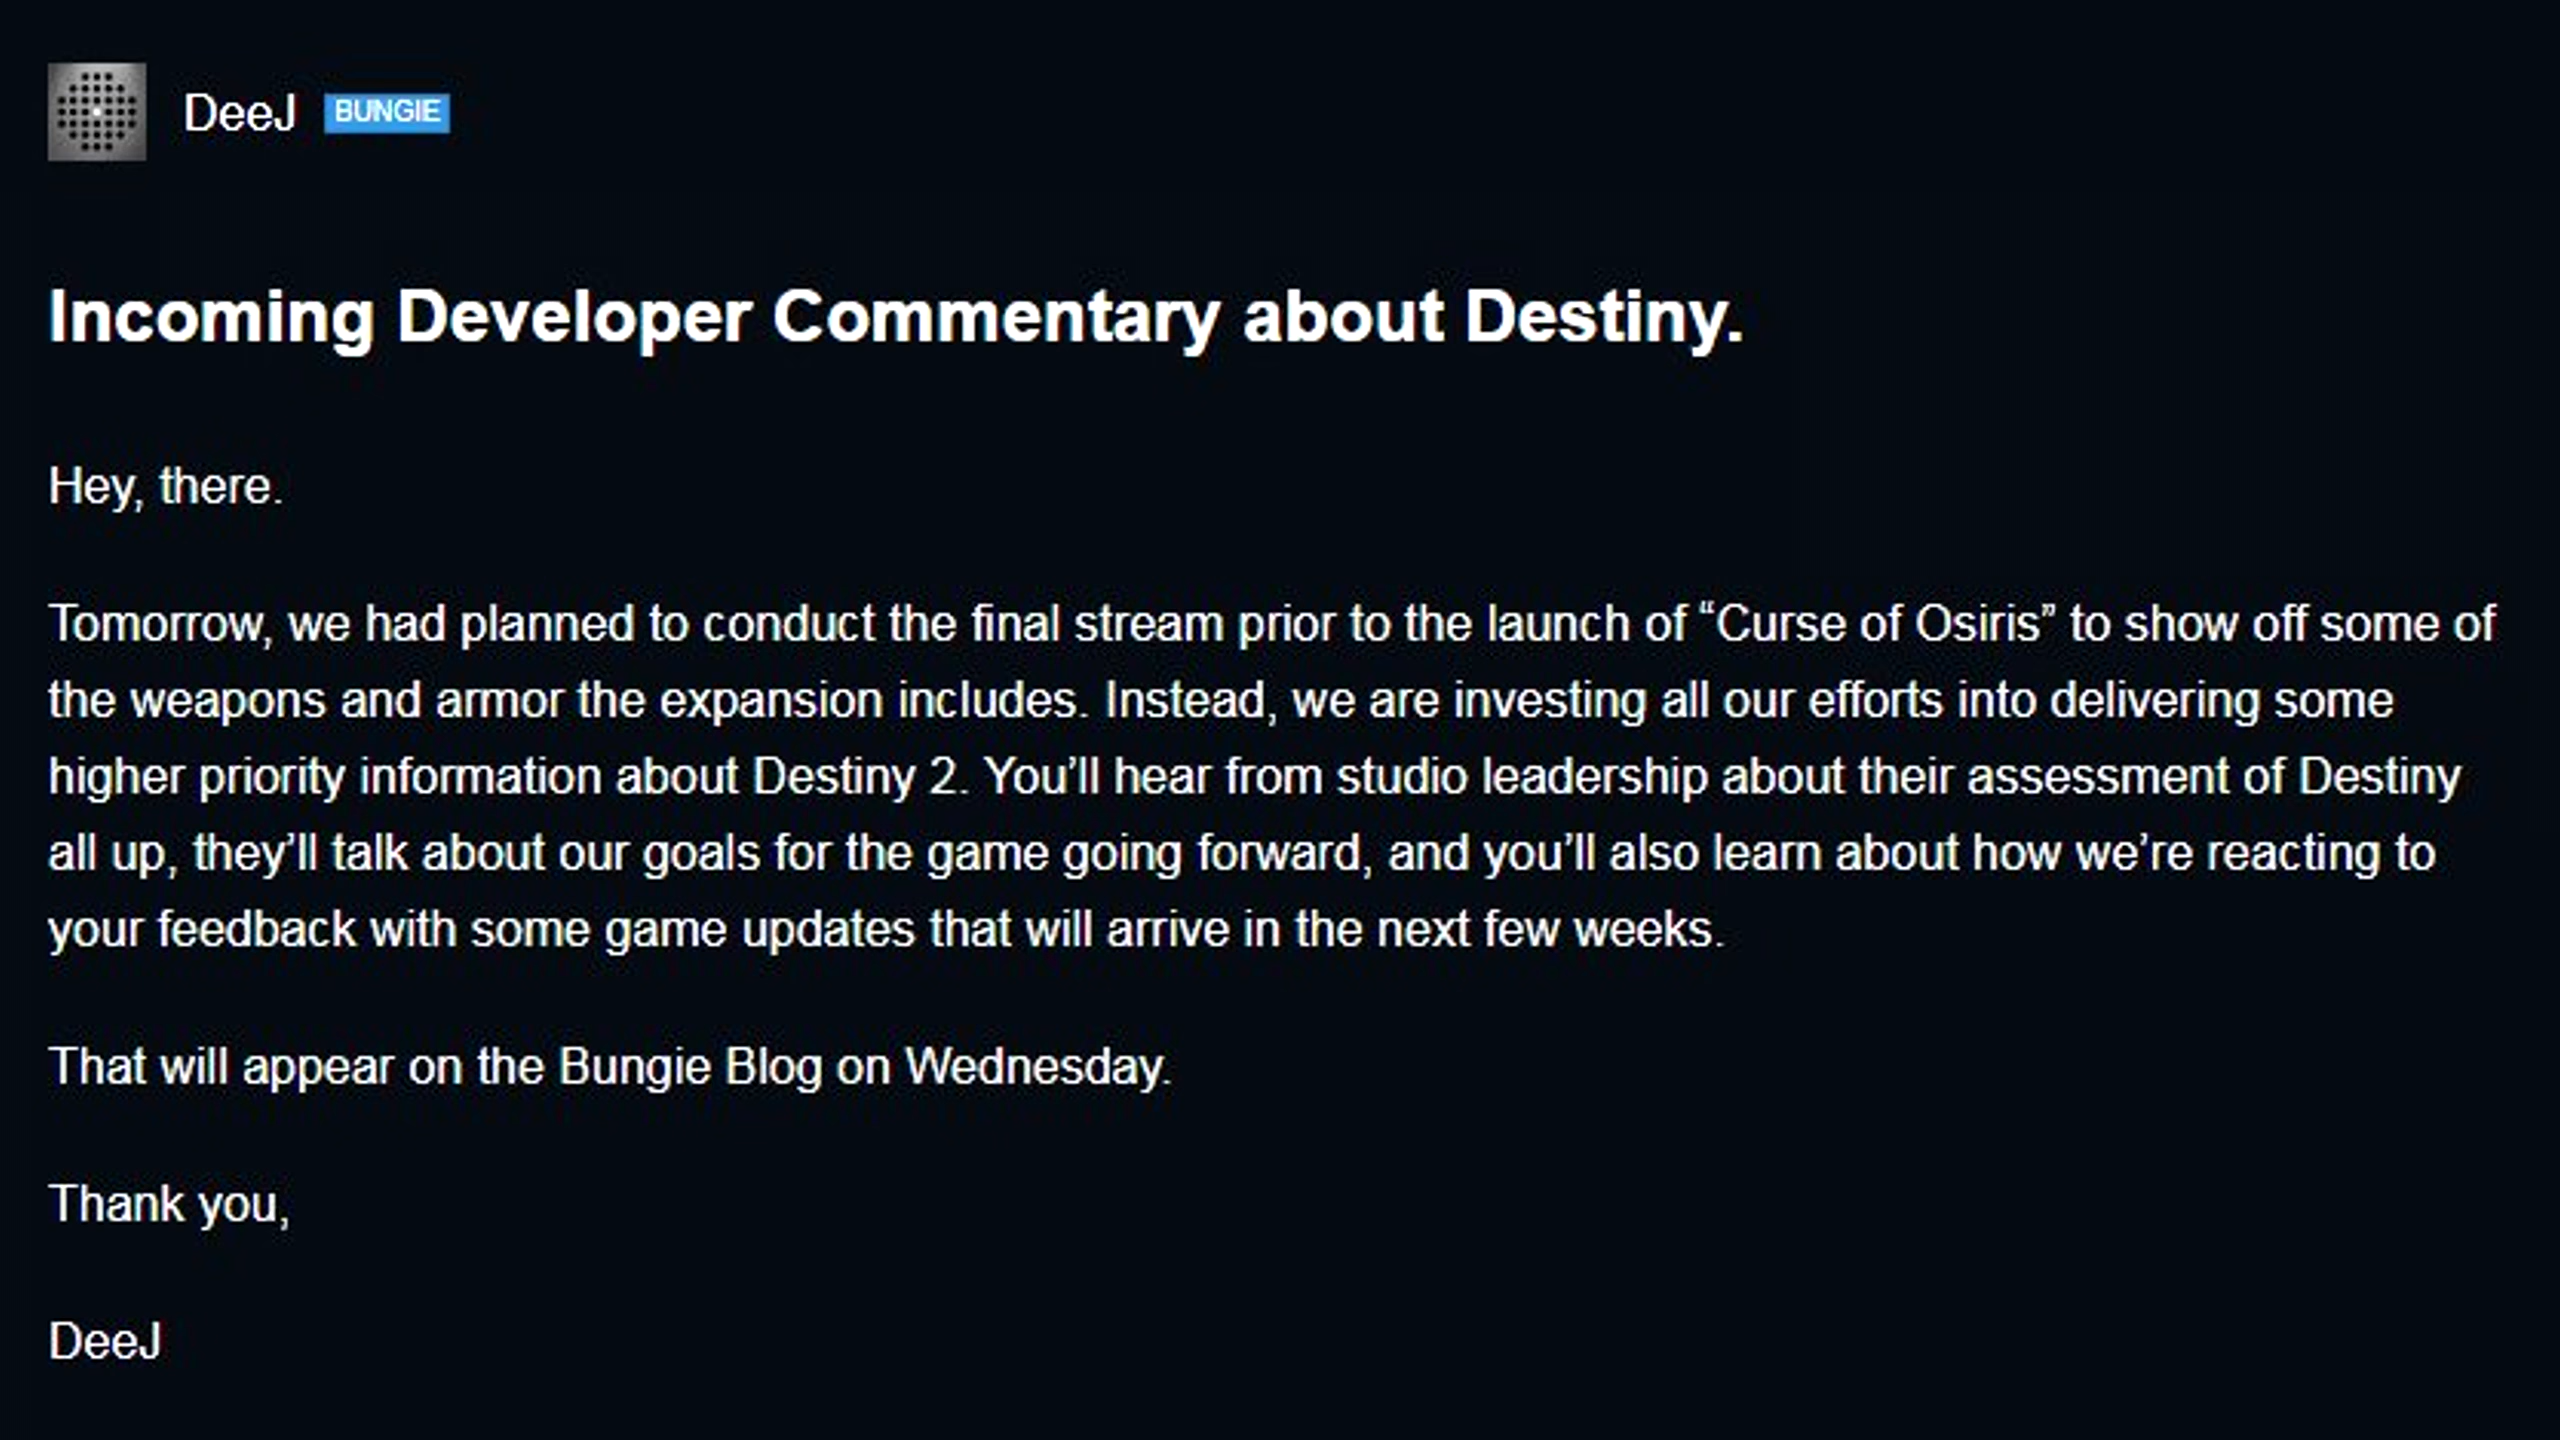 DeeJ BUNGIE
Incoming Developer Commentary about Destiny.
Hey, there.
Tomorrow, we had planned to conduct the final stream prior to the launch of “Curse of Osiris” to show off some of
the weapons and armor the expansion includes. Instead, we are investing all our efforts into delivering some
higher priority information about Destiny 2. You’ll hear from studio leadership about their assessment of Destiny
all up, they’ll talk about our goals for the game going forward, and you’ll also learn about how we’re reacting to
your feedback with some game updates that will arrive in the next few weeks.
That will appear on the Bungie Blog on Wednesday.
Thank you,
DeeJ